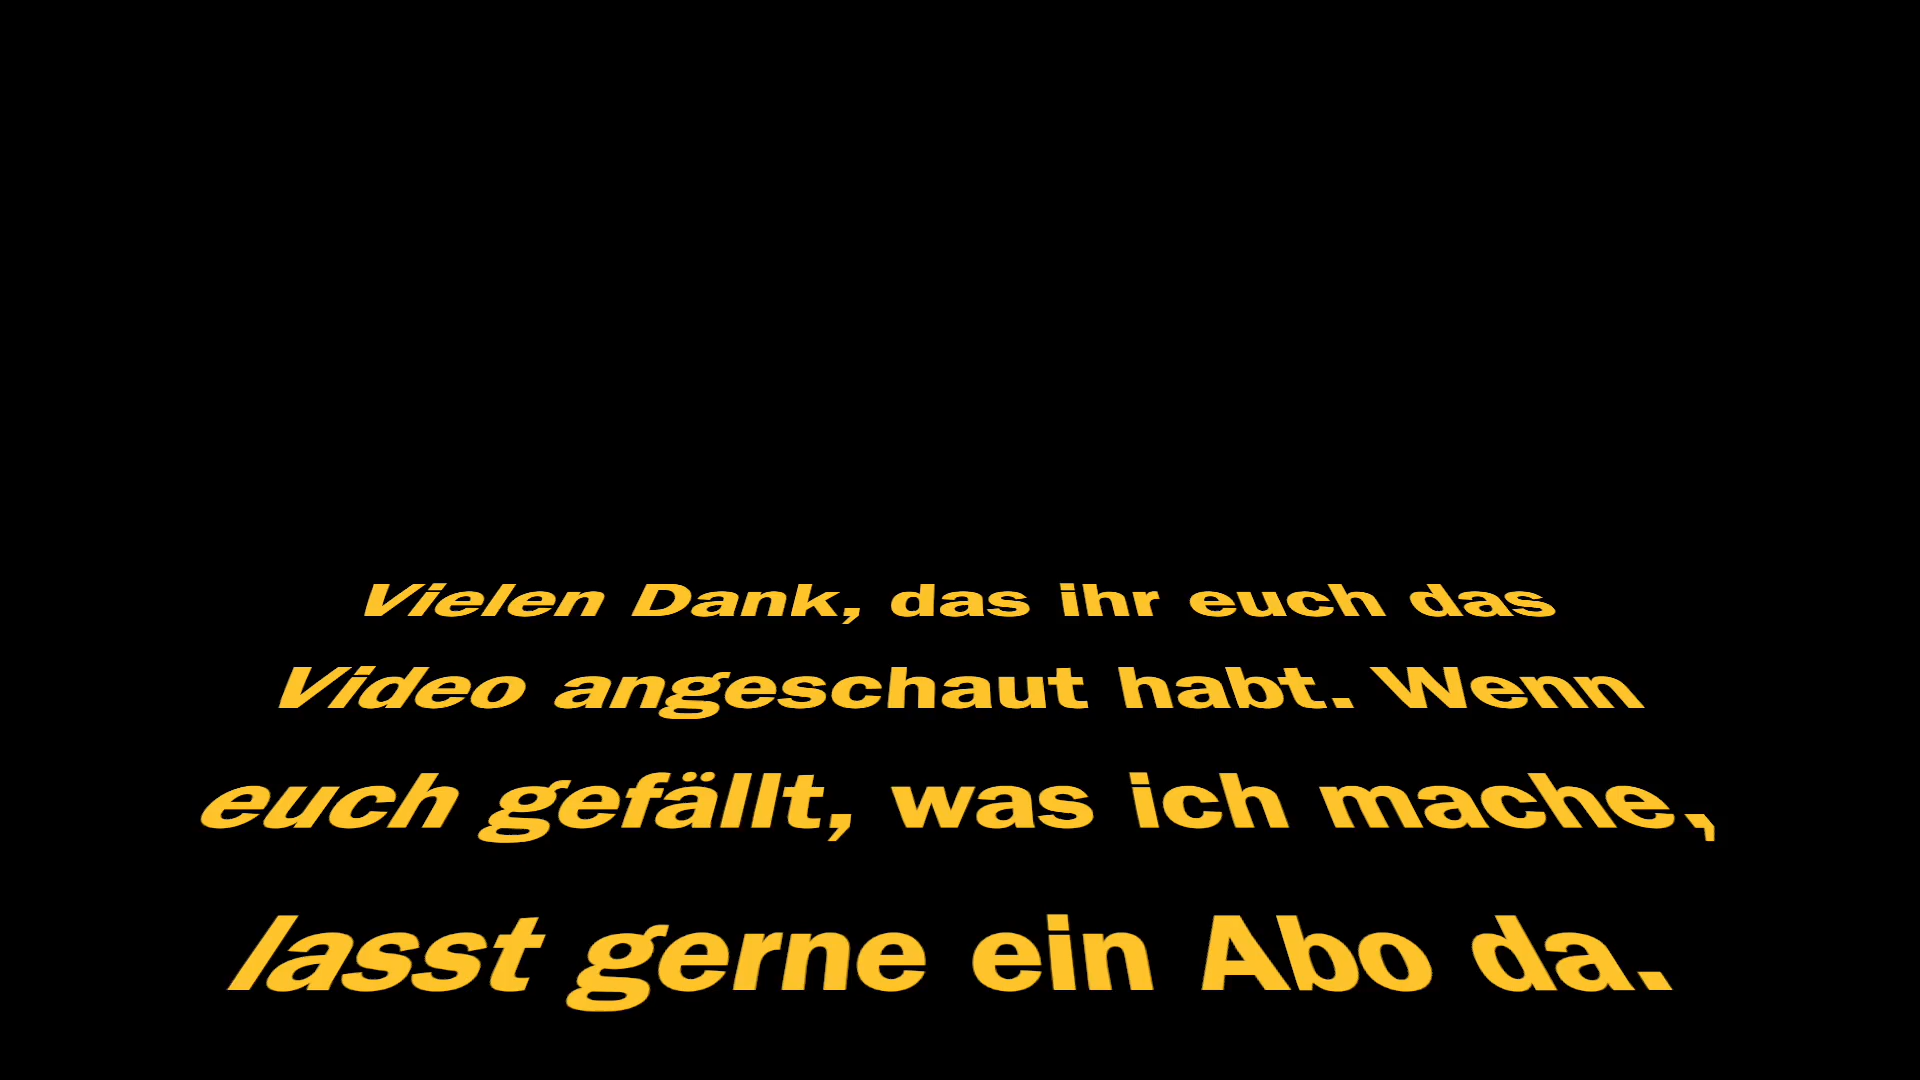 Vielen Dank, das ihr euch das
Video angeschaut habt. Wenn
euch gefällt, was ich mache,
lasst gerne ein Abo da.